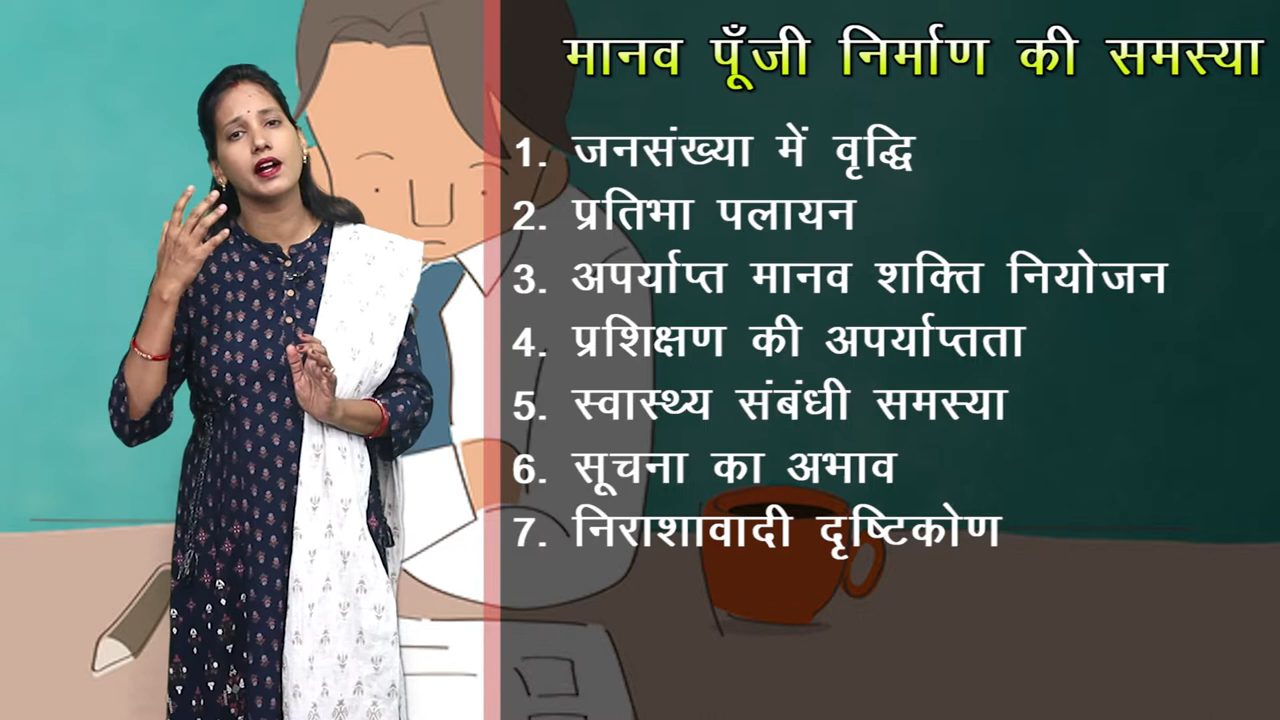 मानव पूँजी निर्माण की समस्या
1. जनसंख्या में वृद्धि
2. प्रतिभा पलायन
3. अपर्याप्त मानव शक्ति नियोजन
4. प्रशिक्षण की अपर्याप्तता
5. स्वास्थ्य संबंधी समस्या
6. सूचना का अभाव
7. निराशावादी दृष्टिकोण